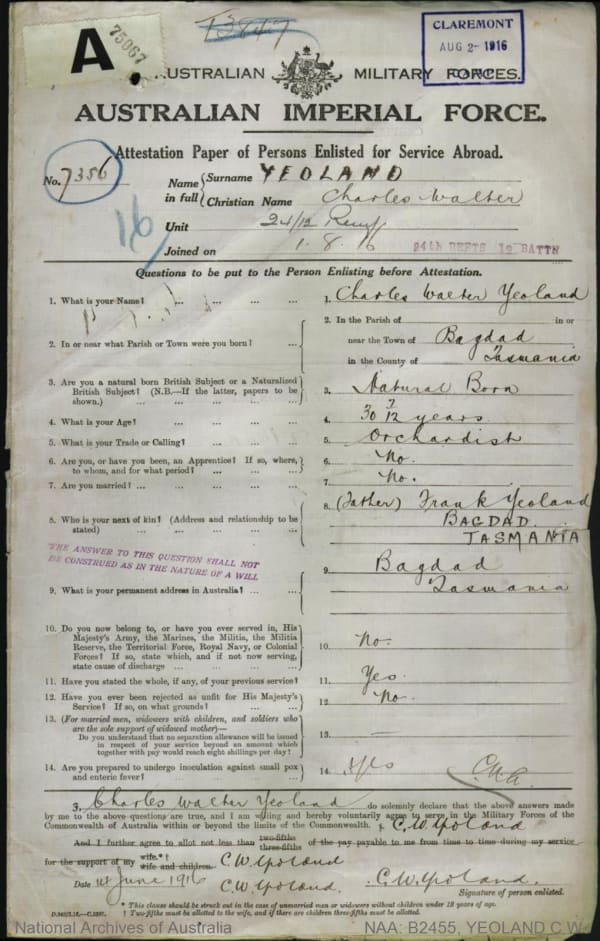 13847
A
75067
CLAREMONT
AUG 2- 1916
CAMP
AUSTRALIAN MILITARY FORCES.
AUSTRALIAN IMPERIAL FORCE.
Attestation Paper of Persons Enlisted for Service Abroad.
No. 7356
Name in full
Surname YEOLAND
Christian Name Charles Walter
16
Unit 24/12 Reinf
Joined on 1. 8. 16 24th REFTS 12 BATTN
Questions to be put to the Person Enlisting before Attestation.
1. What is your Name? ... ... ... ... 1. Charles Walter Yeoland
2. In or near what Parish or Town were you born? ... 2. In the Parish of in or
near the Town of Bagdad
in the County of Tasmania
3. Are you a natural born British Subject or a Naturalized
British Subject? (N.B.—If the latter, papers to be
shown.) ... ... ... ... 3. Natural Born
4. What is your Age? ... ... ... ... 4. 30 7/12 years
5. What is your Trade or Calling? ... ... ... 5. Orchardist
6. Are you, or have you been, an Apprentice? If so, where,
to whom, and for what period? ... ... ... 6. No.
7. Are you married? ... ... ... ... 7. No.
8. Who is your next of kin? (Address and relationship to be
stated) ... ... ... ... 8. (Father) Frank Yeoland
BAGDAD.
TASMANIA
THE ANSWER TO THIS QUESTION SHALL NOT
BE CONSTRUED AS IN THE NATURE OF A WILL
9. What is your permanent address in Australia? ... ... 9. Bagdad
Tasmania
10. Do you now belong to, or have you ever served in, His
Majesty's Army, the Marines, the Militia, the Militia
Reserve, the Territorial Force, Royal Navy, or Colonial
Forces? If so, state which, and if not now serving,
state cause of discharge ... ... ... 10. No.
11. Have you stated the whole, if any, of your previous service? 11. Yes
12. Have you ever been rejected as unfit for His Majesty's
Service? If so, on what grounds? ... ... 12. No.
13. (For married men, widowers with children, and soldiers who
are the sole support of widowed mother)—
Do you understand that no separation allowance will be issued
in respect of your service beyond an amount which
together with pay would reach eight shillings per day? 13. —
14. Are you prepared to undergo inoculation against small pox
and enteric fever? ... ... ... ... 14. Yes
I, Charles Walter Yeoland do solemnly declare that the above answers made
by me to the above questions are true, and I am willing and hereby voluntarily agree to serve in the Military Forces of the
Commonwealth of Australia within or beyond the limits of the Commonwealth. C.W. Yeoland
And I further agree to allot not less than two-fifths three-fifths of the pay payable to me from time to time during my service
for the support of my wife.*† wife and children. C.W. Yeoland
Date June 1916 C.W. Yeoland. C.W. Yeoland.
Signature of person enlisted.
* This clause should be struck out in the case of unmarried men or widowers without children under 18 years of age.
† Two-fifths must be allotted to the wife, and if there are children three-fifths must be allotted.
National Archives of Australia
NAA: B2455, YEOLAND C W